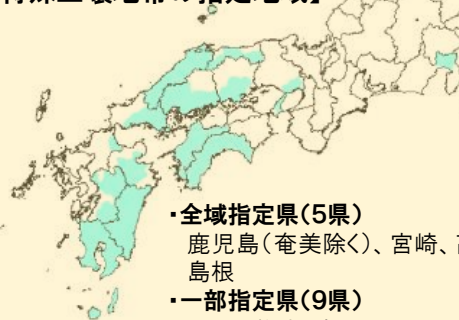 特殊土壌地帯の指定地域】
・全域指定県(5県)
鹿児島(奄美除く)、宮崎、
島根
・一部指定県(9県)